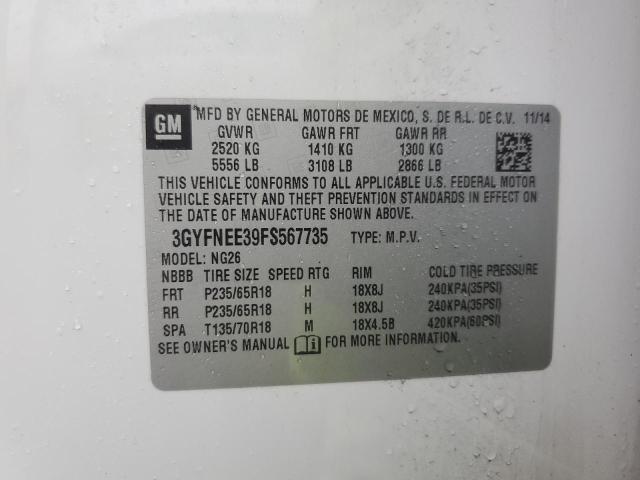 GM
MFD BY GENERAL MOTORS DE MEXICO, S. DE R.L. DE C.V. 11/14
GVWR GAWR FRT GAWR RR
2520 KG 1410 KG 1300 KG
5556 LB 3108 LB 2866 LB
THIS VEHICLE CONFORMS TO ALL APPLICABLE U.S. FEDERAL MOTOR
VEHICLE SAFETY AND THEFT PREVENTION STANDARDS IN EFFECT ON
THE DATE OF MANUFACTURE SHOWN ABOVE.
3GYFNEE39FS567735 TYPE: M.P.V.
MODEL: NG26
NBBB TIRE SIZE SPEED RTG RIM COLD TIRE PRESSURE
FRT P235/65R18 H 18X8J 240KPA(35PSI)
RR P235/65R18 H 18X8J 240KPA(35PSI)
SPA T135/70R18 M 18X4.5B 420KPA(60PSI)
SEE OWNER'S MANUAL FOR MORE INFORMATION.